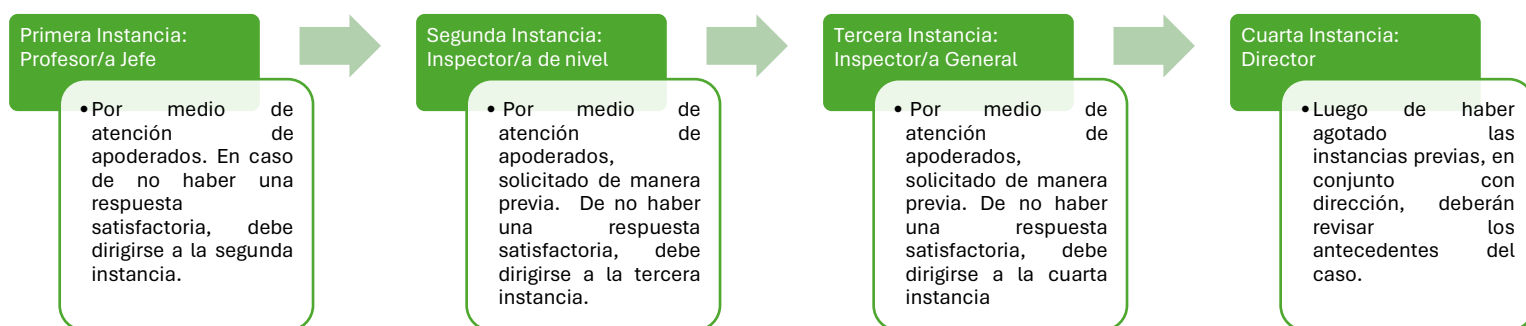 Primera Instancia:
Profesor/a Jefe
•Por medio de
atención de
apoderados. En caso
de no haber una
respuesta
satisfactoria, debe
dirigirse a la segunda
instancia.
Segunda Instancia:
Inspector/a de nivel
• Por medio de
atención de
apoderados,
solicitado de manera
previa. De no haber
una respuesta
satisfactoria, debe
dirigirse a la tercera
instancia.
Tercera Instancia:
Inspector/a General
• Por medio de
atención de
apoderados,
solicitado de manera
previa. De no haber
una respuesta
satisfactoria, debe
dirigirse a la cuarta
instancia
Cuarta Instancia:
Director
•Luego de haber
agotado las
instancias previas, en
conjunto con
dirección, deberán
revisar los
antecedentes del
caso.